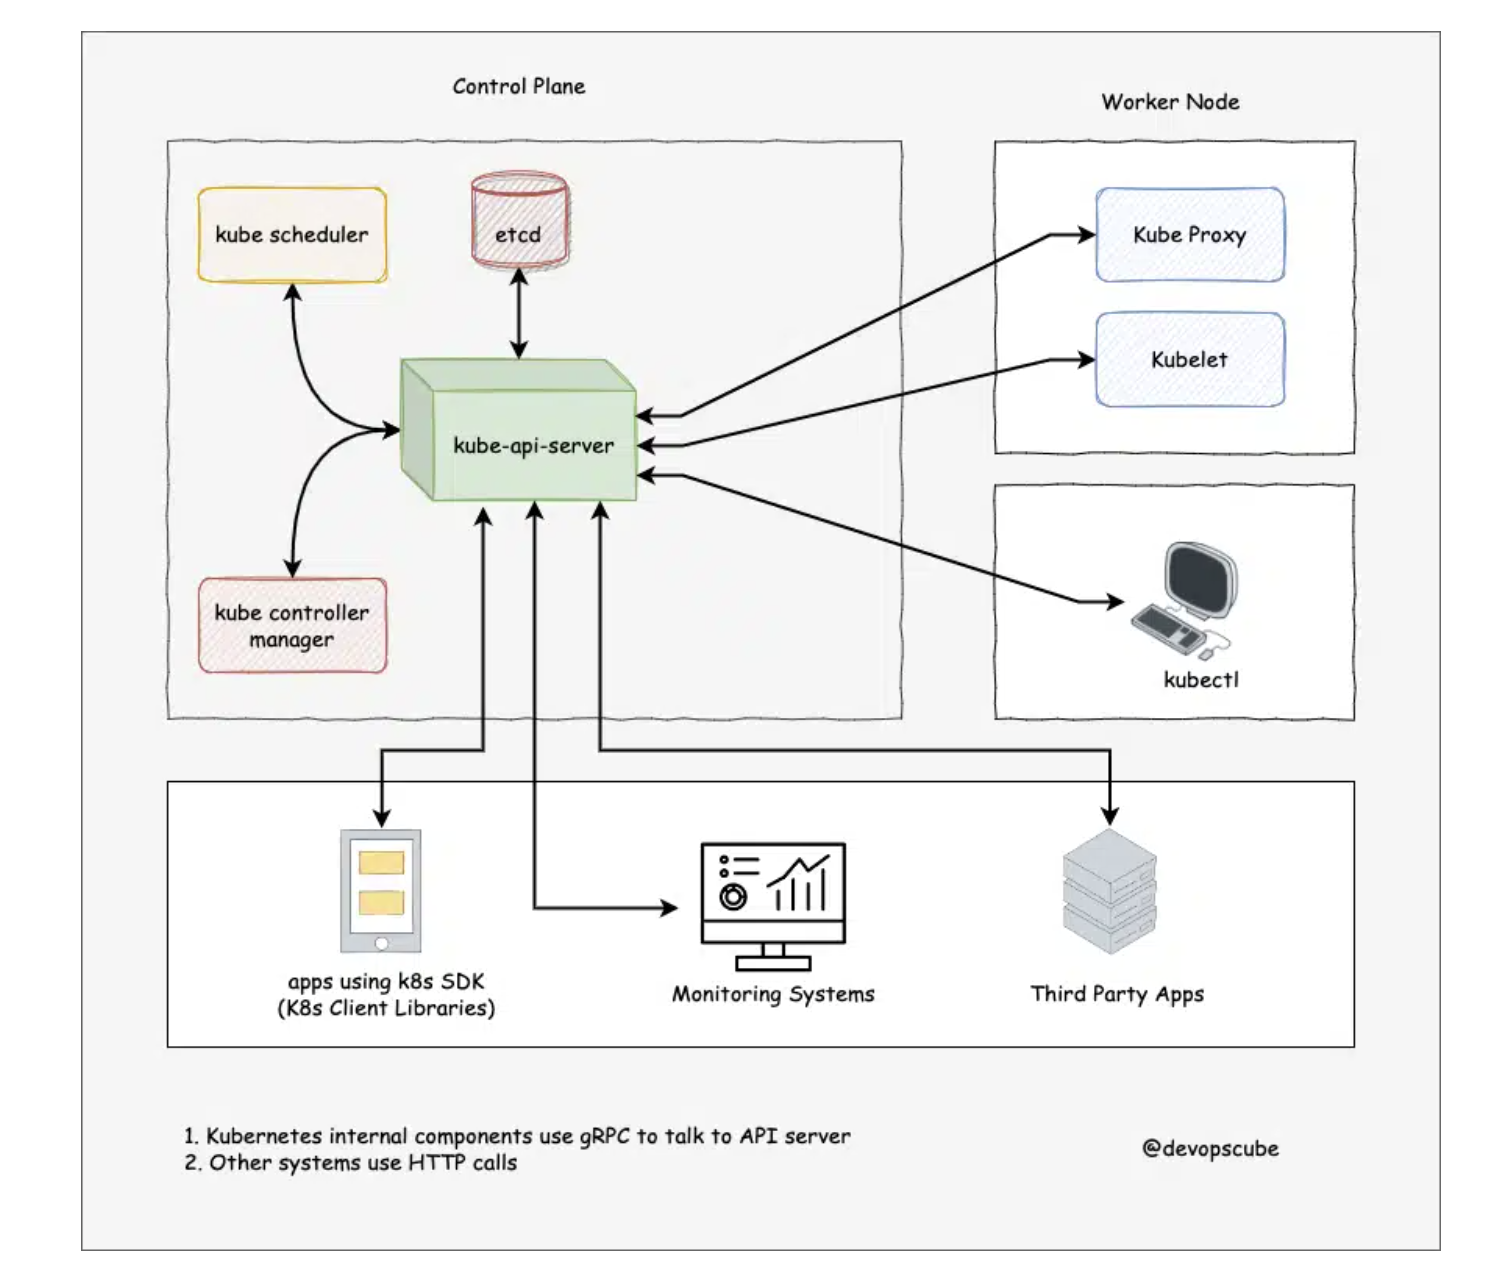 Control Plane
Worker Node
kube scheduler
etcd
Kube Proxy
Kubelet
kube-api-server
kube controller
manager
kubectl
apps using k8s SDK
(K8s Client Libraries)
Monitoring Systems
Third Party Apps
1. Kubernetes internal components use gRPC to talk to API server
2. Other systems use HTTP calls
@devopscube